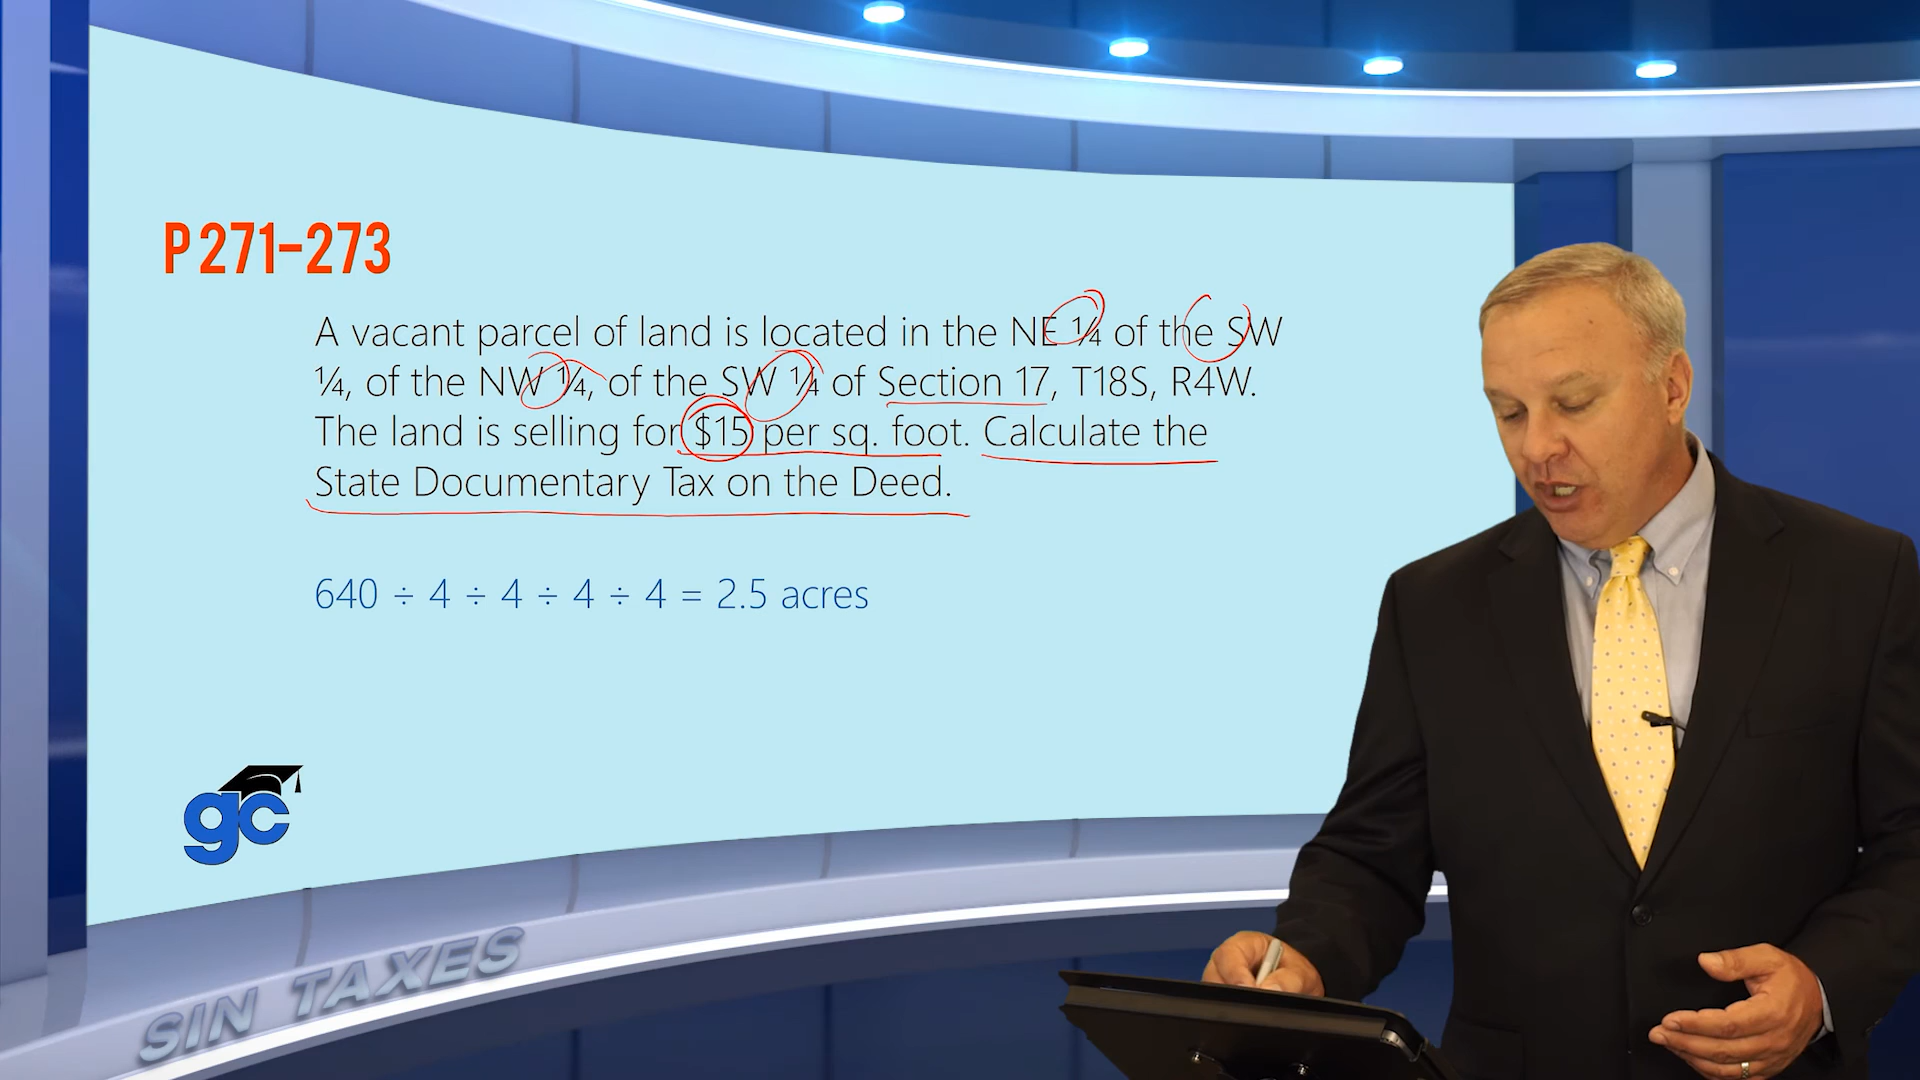 P 271-273
A vacant parcel of land is located in the NE ¼ of the SW
¼, of the NW ¼, of the SW ¼ of Section 17, T18S, R4W.
The land is selling for $15 per sq. foot. Calculate the
State Documentary Tax on the Deed.
640 ÷ 4 ÷ 4 ÷ 4 ÷ 4 = 2.5 acres
gc
SIN TAXES